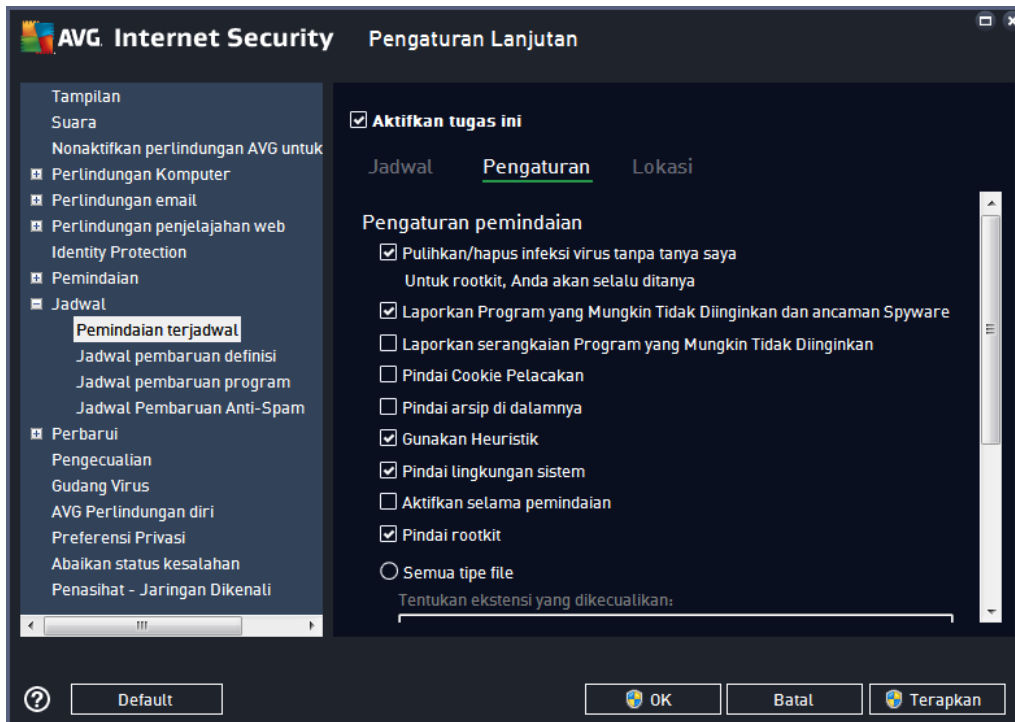 AVG Internet Security Pengaturan Lanjutan
Tampilan
Suara
Nonaktifkan perlindungan AVG untuk
Perlindungan Komputer
Perlindungan email
Perlindungan penjelajahan web
Identity Protection
Pemindaian
Jadwal
Pemindaian terjadwal
Jadwal pembaruan definisi
Jadwal pembaruan program
Jadwal Pembaruan Anti-Spam
Perbarui
Pengecualian
Gudang Virus
AVG Perlindungan diri
Preferensi Privasi
Abaikan status kesalahan
Penasihat - Jaringan Dikenali
Aktifkan tugas ini
Jadwal Pengaturan Lokasi
Pengaturan pemindaian
Pulihkan/hapus infeksi virus tanpa tanya saya
Untuk rootkit, Anda akan selalu ditanya
Laporkan Program yang Mungkin Tidak Diinginkan dan ancaman Spyware
Laporkan serangkaian Program yang Mungkin Tidak Diinginkan
Pindai Cookie Pelacakan
Pindai arsip di dalamnya
Gunakan Heuristik
Pindai lingkungan sistem
Aktifkan selama pemindaian
Pindai rootkit
Semua tipe file
Tentukan ekstensi yang dikecualikan:
? Default OK Batal Terapkan